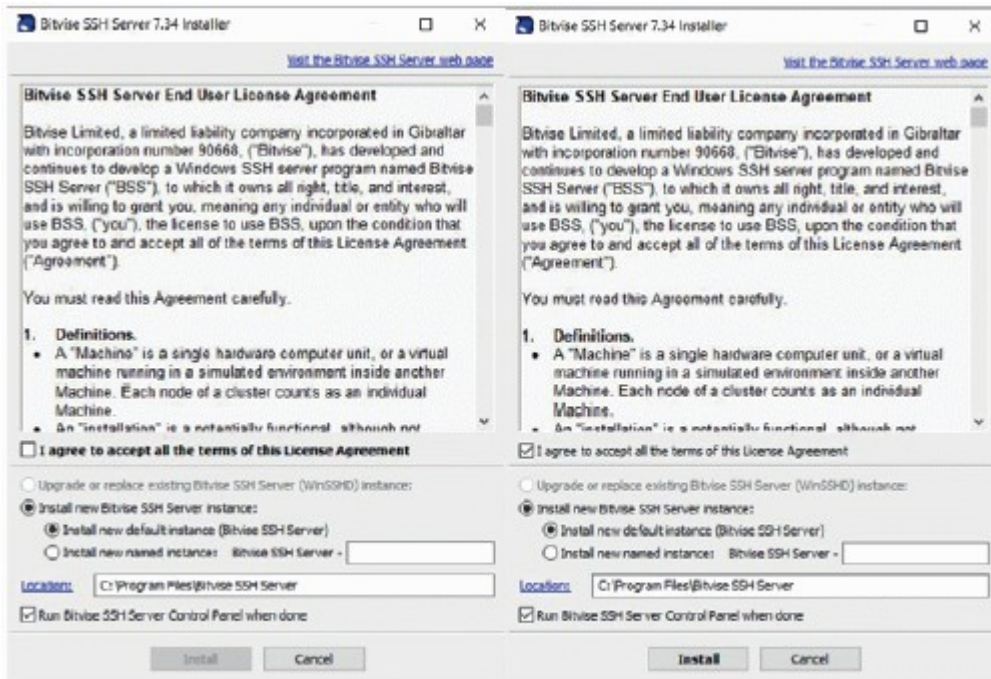 Bitvise SSH Server 7.34 Installer
Visit the Bitvise SSH Server web page
Bitvise SSH Server End User License Agreement
Bitvise Limited, a limited liability company incorporated in Gibraltar
with incorporation number 90668, ("Bitvise"), has developed and
continues to develop a Windows SSH server program named Bitvise
SSH Server ("BSS"), to which it owns all right, title, and interest,
and is willing to grant you, meaning any individual or entity who will
use BSS, ("you"), the license to use BSS, upon the condition that
you agree to and accept all of the terms of this License Agreement
("Agreement").
You must read this Agreement carefully.
1. Definitions.
• A "Machine" is a single hardware computer unit, or a virtual
machine running in a simulated environment inside another
Machine. Each node of a cluster counts as an individual
Machine.
• An "installation" is a potentially functional, although not
I agree to accept all the terms of this License Agreement
Upgrade or replace existing Bitvise SSH Server (WinSSHD) instance:
Install new Bitvise SSH Server instance:
Install new default instance (Bitvise SSH Server)
Install new named instance: Bitvise SSH Server -
Location: C:\Program Files\Bitvise SSH Server
Run Bitvise SSH Server Control Panel when done
Install Cancel
Bitvise SSH Server 7.34 Installer
Visit the Bitvise SSH Server web page
Bitvise SSH Server End User License Agreement
Bitvise Limited, a limited liability company incorporated in Gibraltar
with incorporation number 90668, ("Bitvise"), has developed and
continues to develop a Windows SSH server program named Bitvise
SSH Server ("BSS"), to which it owns all right, title, and interest,
and is willing to grant you, meaning any individual or entity who will
use BSS, ("you"), the license to use BSS, upon the condition that
you agree to and accept all of the terms of this License Agreement
("Agreement").
You must read this Agreement carefully.
1. Definitions.
• A "Machine" is a single hardware computer unit, or a virtual
machine running in a simulated environment inside another
Machine. Each node of a cluster counts as an individual
Machine.
• An "installation" is a potentially functional, although not
I agree to accept all the terms of this License Agreement
Upgrade or replace existing Bitvise SSH Server (WinSSHD) instance:
Install new Bitvise SSH Server instance:
Install new default instance (Bitvise SSH Server)
Install new named instance: Bitvise SSH Server -
Location: C:\Program Files\Bitvise SSH Server
Run Bitvise SSH Server Control Panel when done
Install Cancel